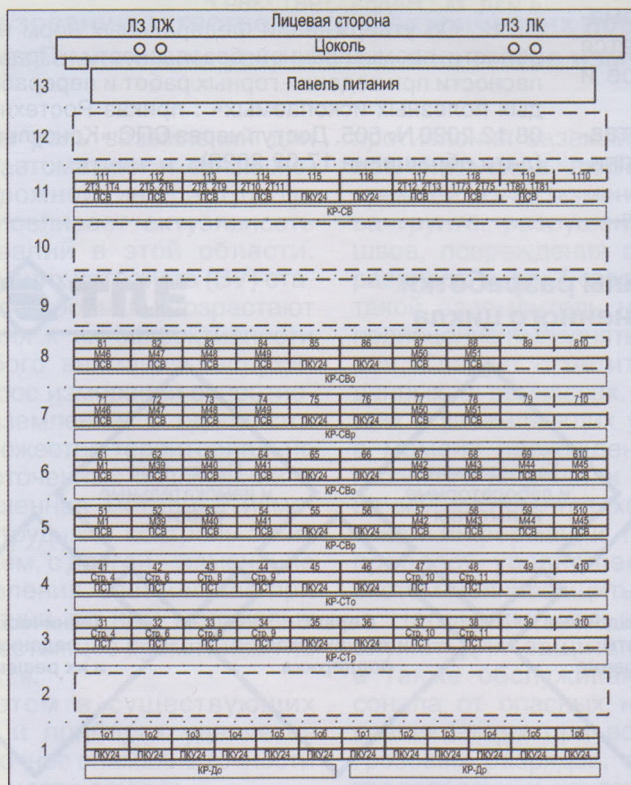 Лицевая сторона
ЛЗ ЛЖ ЛЗ ЛК
Цоколь
13 Панель питания
12
111 112 113 114 115 116 117 118 119 1110
11 2Т3, 1Т4 2Т5, 2Т6 2Т8, 2Т9 2Т10, 2Т11 2Т12, 2Т13 1Т73, 2Т75 1Т80, 1Т81
ПСВ ПСВ ПСВ ПСВ ПКУ24 ПКУ24 ПСВ ПСВ ПСВ
КР-СВ
10
9
81 82 83 84 85 86 87 88 89 810
8 М46 М47 М48 М49 М50 М51
ПСВ ПСВ ПСВ ПСВ ПКУ24 ПКУ24 ПСВ ПСВ
КР-СВо
71 72 73 74 75 76 77 78 79 710
7 М46 М47 М48 М49 М50 М51
ПСВ ПСВ ПСВ ПСВ ПКУ24 ПКУ24 ПСВ ПСВ
КР-СВр
61 62 63 64 65 66 67 68 69 610
6 М1 М39 М40 М41 М42 М43 М44 М45
ПСВ ПСВ ПСВ ПСВ ПКУ24 ПКУ24 ПСВ ПСВ ПСВ ПСВ
КР-СВо
51 52 53 54 55 56 57 58 59 510
5 М1 М39 М40 М41 М42 М43 М44 М45
ПСВ ПСВ ПСВ ПСВ ПКУ24 ПКУ24 ПСВ ПСВ ПСВ ПСВ
КР-СВр
41 42 43 44 45 46 47 48 49 410
4 Стр. 4 Стр. 6 Стр. 8 Стр. 9 Стр. 10 Стр. 11
ПСТ ПСТ ПСТ ПСТ ПКУ24 ПКУ24 ПСТ ПСТ
КР-СТо
31 32 33 34 35 36 37 38 39 310
3 Стр. 4 Стр. 6 Стр. 8 Стр. 9 Стр. 10 Стр. 11
ПСТ ПСТ ПСТ ПСТ ПКУ24 ПКУ24 ПСТ ПСТ
КР-СТр
2
1 1о1 1о2 1о3 1о4 1о5 1о6 1о1 1о2 1о3 1о4 1о5 1о6
ПКУ24 ПКУ24 ПКУ24 ПКУ24 ПКУ24 ПКУ24 ПКУ24 ПКУ24 ПКУ24 ПКУ24 ПКУ24 ПКУ24
КР-До КР-Др